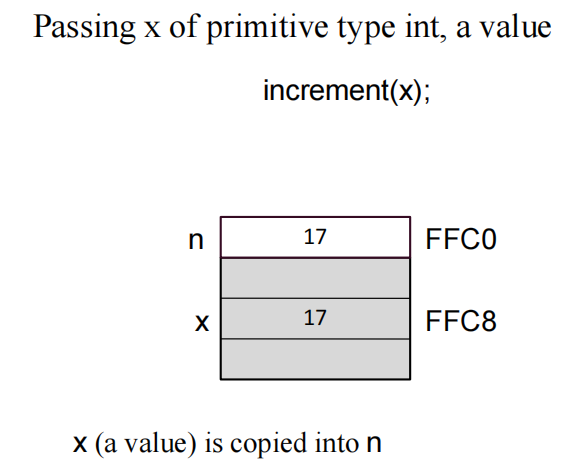 Passing x of primitive type int, a value
increment(x);
n 17 FFC0
x 17 FFC8
x (a value) is copied into n